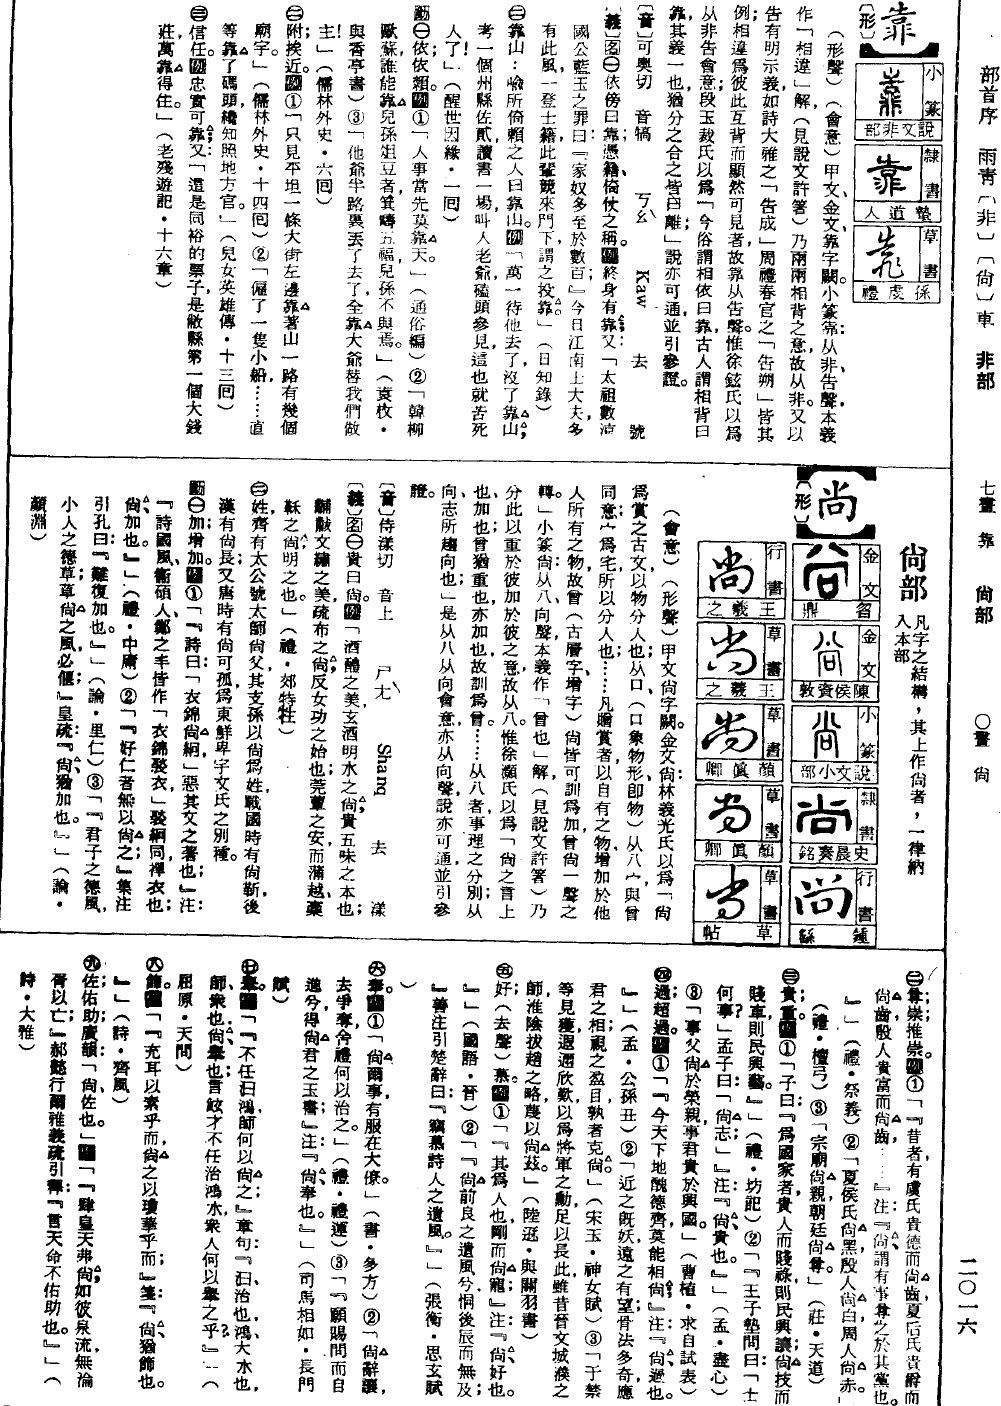 部首序　雨青〔非〕〔尙〕韋　非部
七畫　靠　尙部　〇畫　尙
二〇一六
【靠】
小篆　說文非部
隸書　墊道人
草書　孫虔禮
〔形〕
（形聲）（會意）甲文、金文靠字闕。小篆靠：从非，告聲，本義
作「相違」解（見說文許箸）乃兩兩相背之意，故从非。又以
告有明示義，如詩大雅之「告成」周禮春官之「告朔」皆其
例；相違爲彼此互背而顯然可見者，故靠从告聲。惟徐鉉氏以爲
从非告會意，段玉裁氏以爲「今俗謂相依曰靠，古人謂相背曰
靠，其義一也，猶分之合之皆曰離」說亦可通，並引參證。
〔音〕可奧切　音犒　ㄎㄠˋ　Kaw　去　號
〔義〕名㊀依傍曰靠；憑藉倚仗之稱。例終身有靠；又「太祖數涼
國公藍玉之罪曰：『家奴多至於數百』，今日江南士大夫多
有此風，一登士籍，此輩競來門下，謂之投靠。」（日知錄）
㊁靠山：喻所倚賴之人曰靠山。例「萬一待他去了，沒了靠山；
考一個州縣佐貳，讀書一場，叫人老爺，磕頭參見，這也就苦死
人了！」（醒世因緣・一回）
動㊀依；依賴。例①「人事當先莫靠天。」（通俗編）②「韓柳
歐蘇誰能靠兒孫俎豆者，箕疇五福，兒孫不與焉。」（袁枚・
與香亭書）③「他爺半路裏丟了去了，全靠大爺替我們做
主！」（儒林外史・六回）
㊁附；挨近。例①「只見平坦一條大街，左邊靠著山，一路有幾個
廟宇。」（儒林外史・十四回）②「僱了一隻小船……直
等靠了碼頭，纔知照地方官」（兒女英雄傳・十三回）
㊂信任。例忠實可靠；又「還是同裕的票子，是敝縣第一個大錢
莊，萬靠得住。」（老殘遊記・十六章）
尙部　凡字之結構，其上作尙者，一律納
入本部
【尙】
金文　舀鼎
金文　陳侯資敦
小篆　說文小部
隸書　史晨奏銘
行書　鍾繇
行書　王羲之
草書　王羲之
草書　顏眞卿
草書　顏眞卿
草書　草帖
〔形〕
（會意）（形聲）甲文尙字闕。金文尙：林義光氏以爲「尙
爲賞之古文，以物分人也，从口（口象物形，即物）从八，宀與曾
同意，宀爲宅，所以分人也……凡贈賞者以自有之物增加於他
人所有之物，故曾（古層字、增字）尙皆可訓爲加，曾尙一聲之
轉。」小篆尙：从八，向聲，本義作「曾也」解（見說文許箸）乃
分此以重於彼加於彼之意，故从八。惟徐灝氏以爲「尙之言上
也，加也，曾猶重也，亦加也，故訓爲曾。……从八者，事理之分別，从
向，志所趨向也」是从八从向會意，亦从向聲，說亦可通，並引參
證。
〔音〕侍漾切　音上　ㄕㄤˋ　Shang　去　漾
〔義〕名㊀貴曰尙。例「酒醴之美，玄酒明水之尙，貴五味之本也；
黼黻文繡之美，疏布之尙，反女功之始也；莞簟之安，而蒲越、藁
鞂之尙，明之也。」（禮・郊特牲）
㊁姓，齊有太公號太師尙父，其支孫以尙爲姓，戰國時有尙靳，後
漢有尙長；又唐時有尙可孤，爲東鮮卑宇文氏之別種。
動㊀加；增加。例①「『詩曰：「衣錦尙絅」惡其文之著也』注：
『詩國風，衞碩人，鄭之丰，皆作「衣錦褧衣」褧絅同，襌衣也；
尙，加也。』」（禮・中庸）②「『好仁者無以尙之』集注
引孔曰：『難復加也。』」（論・里仁）③「『君子之德風，
小人之德草，草尙之風必偃』皇疏：『尙，猶加也。』」（論・
顏淵）
㊁尊；崇；推崇。例①「『昔者有虞氏貴德而尙齒，夏后氏貴爵而
尙齒，殷人貴富而尙齒……』注：『尙，謂有事尊之於其黨也。
』」（禮・祭義）②「夏侯氏尙黑，殷人尙白，周人尙赤。」
（禮・檀弓）③「宗廟尙親，朝廷尙尊。」（莊・天道）
㊂貴；重。例①「子曰：『爲國家者，貴人而賤祿，則民興讓；尙技而
賤車，則民興藝。』」（禮・坊記）②「『王子墊問曰：「士
何事？」孟子曰：「尙志」』注：『尙，貴也。』」（孟・盡心）
③「事父尙於榮親，事君貴於興國。」（曹植・求自試表）
㊃過；超過。例①「『今天下地醜德齊，莫能相尙』注：『尙，過也。
』」（孟・公孫丑）②「近之旣妖，遠之有望，骨法多奇，應
君之相，視之盈目，孰者克尙。」（宋玉・神女賦）③「于禁
等見獲，遐邇欣歎，以爲將軍之勳，足以長此，雖昔晉文城濮之
師，淮陰拔趙之略，蔑以尙茲。」（陸遜・與關羽書）
㊄好；（去聲）慕。例①「『其爲人也，剛而尙寵』注：『尙，好也。
』」（國語・晉）②「『尙前良之遺風兮，恫後辰而無及
』善注引楚辭曰：『竊慕詩人之遺風。』」（張衡・思玄賦
）
㊅奉。例①「尙爾事，有服在大僚。」（書・多方）②「尙辭讓，
去爭奪，舍禮何以治之。」（禮・禮運）③「『願賜問而自
進兮，得尙君之玉音』注：『尙，奉也。』」（司馬相如・長門
賦）
㊆舉。例「『不任汩鴻，師何以尙之』章句：『汩，治也；鴻，大水也，
師，衆也；尙，舉也；言鮌才不任治鴻水，衆人何以舉之乎？』」（
屈原・天問）
㊇飾。例「『充耳以素乎而，尙之以瓊華乎而』箋：『尙，猶飾也。
』」（詩・齊風）
㊈佐；佑助。廣韻：「尙，佐也」例「『肆皇天弗尙，如彼泉流，無淪
胥以亡』郝懿行爾雅義疏引釋：『言天命不佑助也。』」（
詩・大雅）